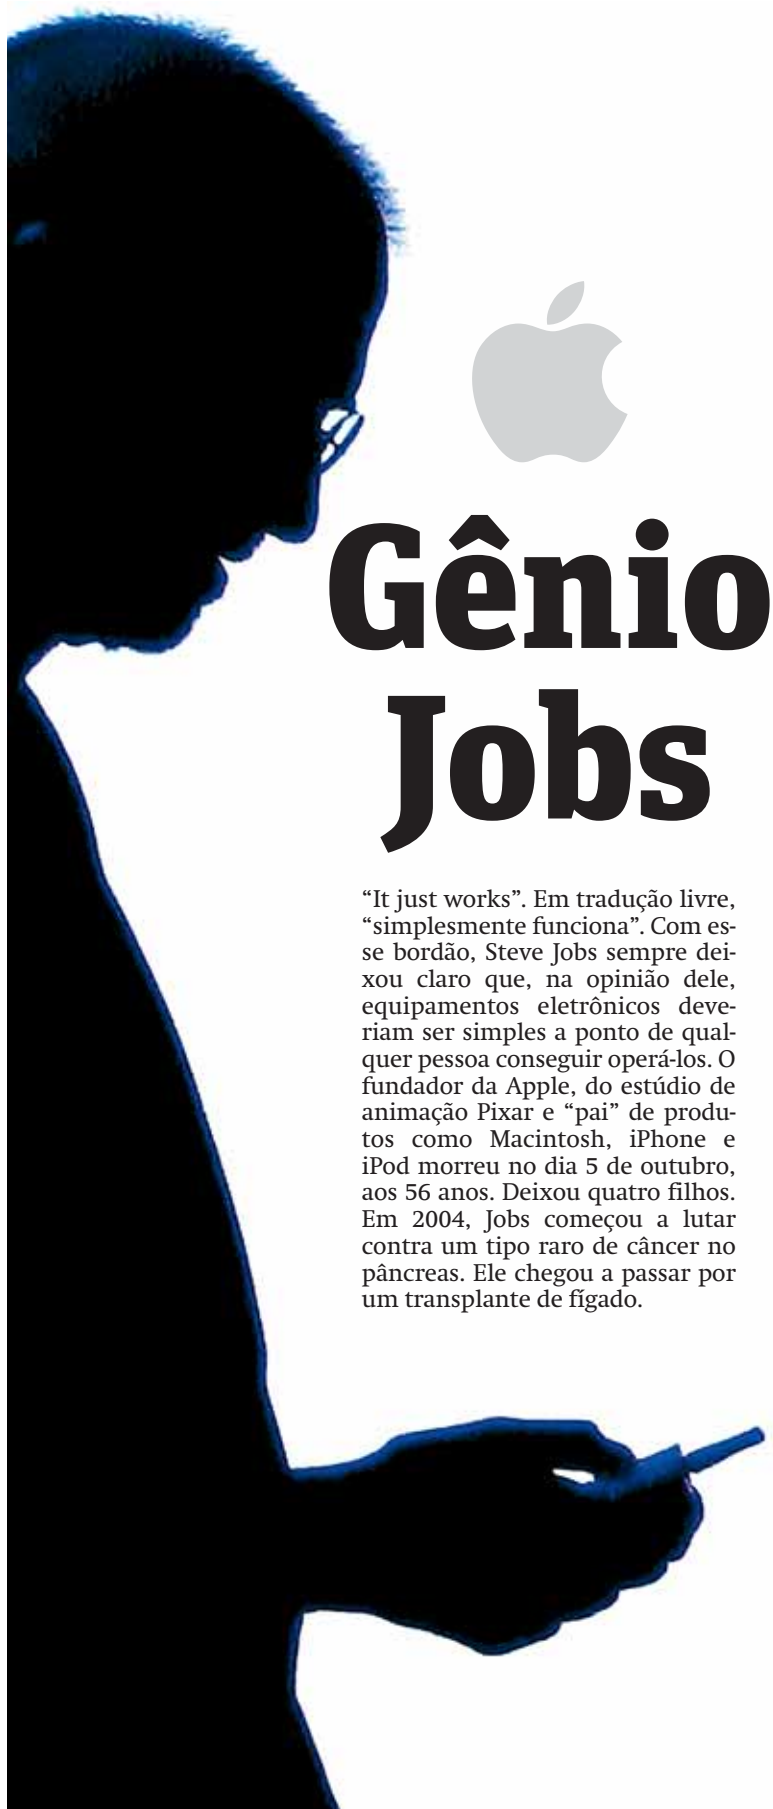 Gênio
Jobs
“It just works”. Em tradução livre,
“simplesmente funciona”. Com es-
se bordão, Steve Jobs sempre dei-
xou claro que, na opinião dele,
equipamentos eletrônicos deve-
riam ser simples a ponto de qual-
quer pessoa conseguir operá-los. O
fundador da Apple, do estúdio de
animação Pixar e “pai” de produ-
tos como Macintosh, iPhone e
iPod morreu no dia 5 de outubro,
aos 56 anos. Deixou quatro filhos.
Em 2004, Jobs começou a lutar
contra um tipo raro de câncer no
pâncreas. Ele chegou a passar por
um transplante de fígado.